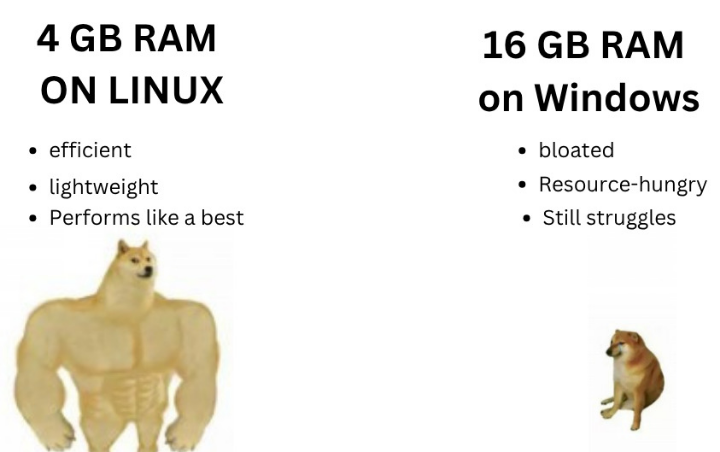 4 GB RAM
ON LINUX
• efficient
• lightweight
• Performs like a best
16 GB RAM
on Windows
• bloated
• Resource-hungry
• Still struggles